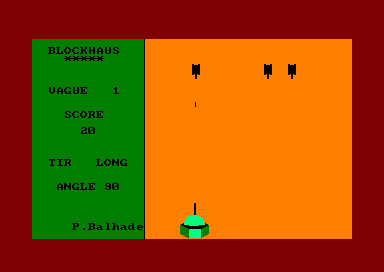 BLOCKHAUS
*****
VAGUE 1
SCORE
20
TIR LONG
ANGLE 90
P.Balhade